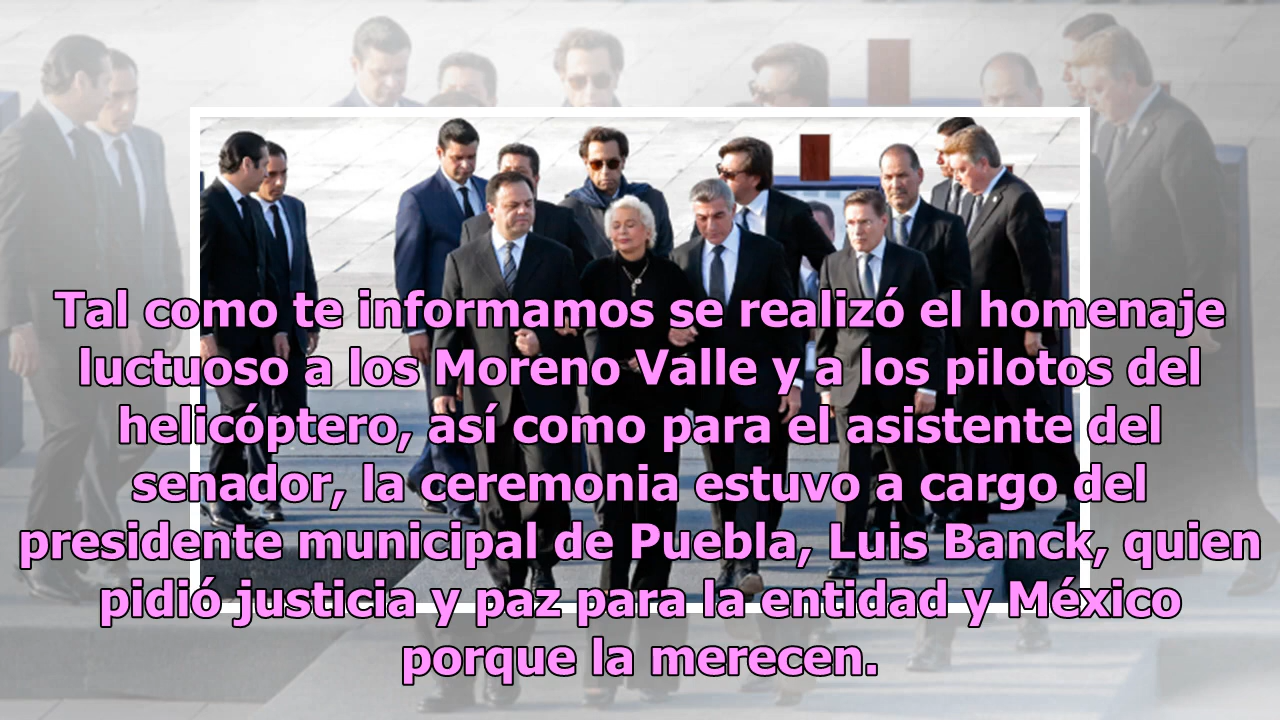 Tal como te informamos se realizó el homenaje
luctuoso a los Moreno Valle y a los pilotos del
helicóptero, así como para el asistente del
senador, la ceremonia estuvo a cargo del
presidente municipal de Puebla, Luis Banck, quien
pidió justicia y paz para la entidad y México
porque la merecen.